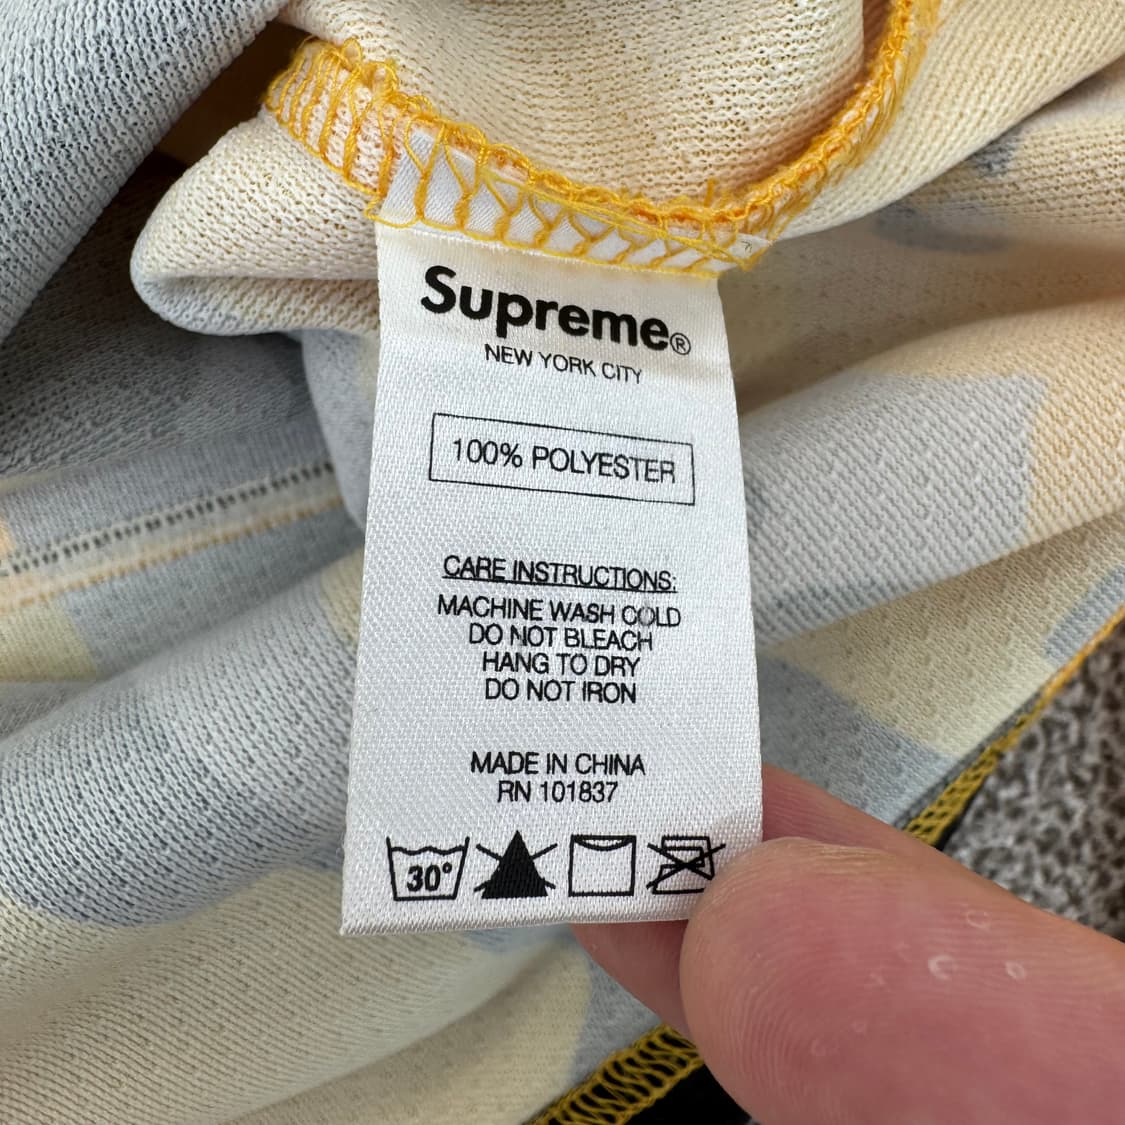 Supreme®
NEW YORK CITY
100% POLYESTER
CARE INSTRUCTIONS:
MACHINE WASH COLD
DO NOT BLEACH
HANG TO DRY
DO NOT IRON
MADE IN CHINA
RN 101837
30°